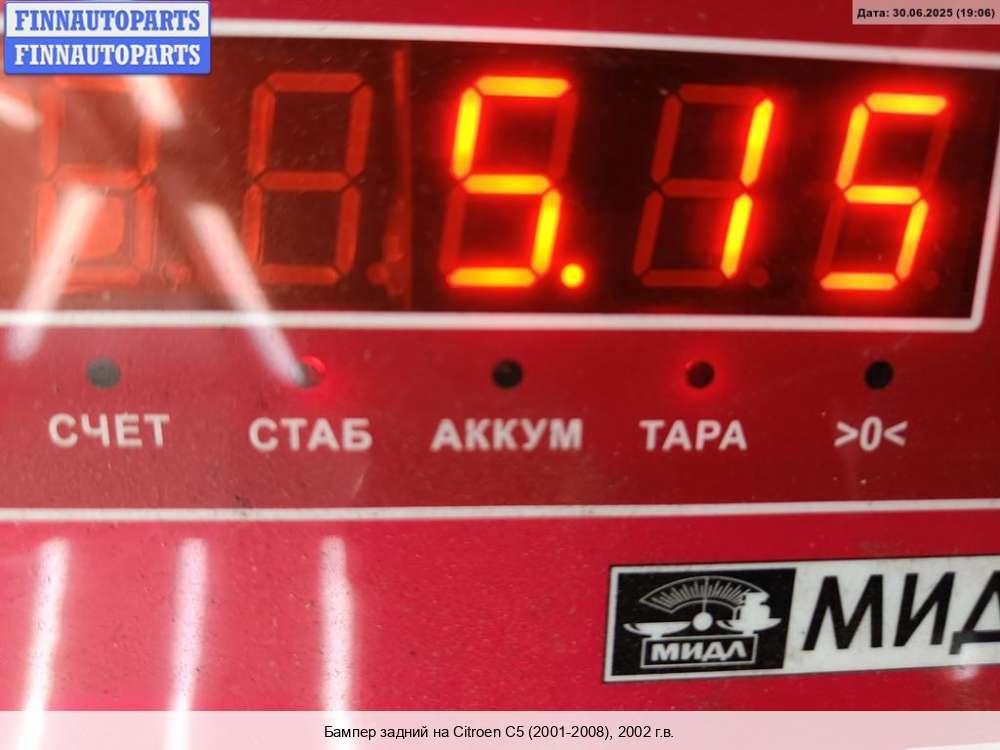 FINNAUTOPARTS
FINNAUTOPARTS
Дата: 30.06.2025 (19:06)
5.15
СЧЕТ СТАБ АККУМ ТАРА >0<
МИДЛ
МИД
Бампер задний на Citroen C5 (2001-2008), 2002 г.в.